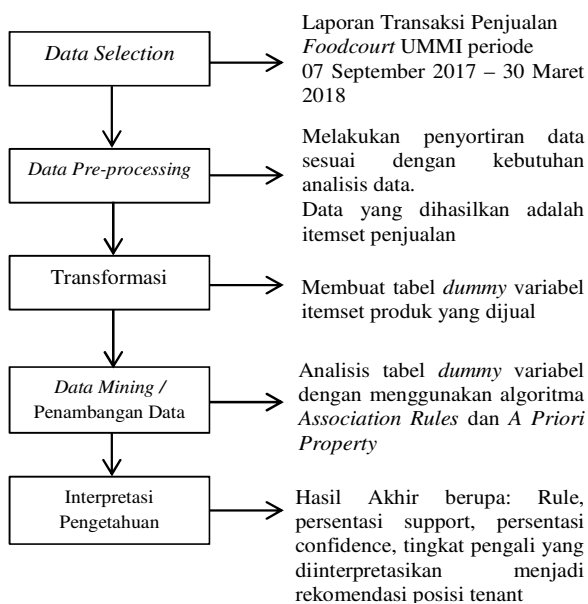 Data Selection
Laporan Transaksi Penjualan
Foodcourt UMMI periode
07 September 2017 – 30 Maret
2018
Data Pre-processing
Melakukan penyortiran data
sesuai dengan kebutuhan
analisis data.
Data yang dihasilkan adalah
itemset penjualan
Transformasi
Membuat tabel dummy variabel
itemset produk yang dijual
Data Mining /
Penambangan Data
Analisis tabel dummy variabel
dengan menggunakan algoritma
Association Rules dan A Priori
Property
Interpretasi
Pengetahuan
Hasil Akhir berupa: Rule,
persentasi support, persentasi
confidence, tingkat pengali yang
diinterpretasikan menjadi
rekomendasi posisi tenant